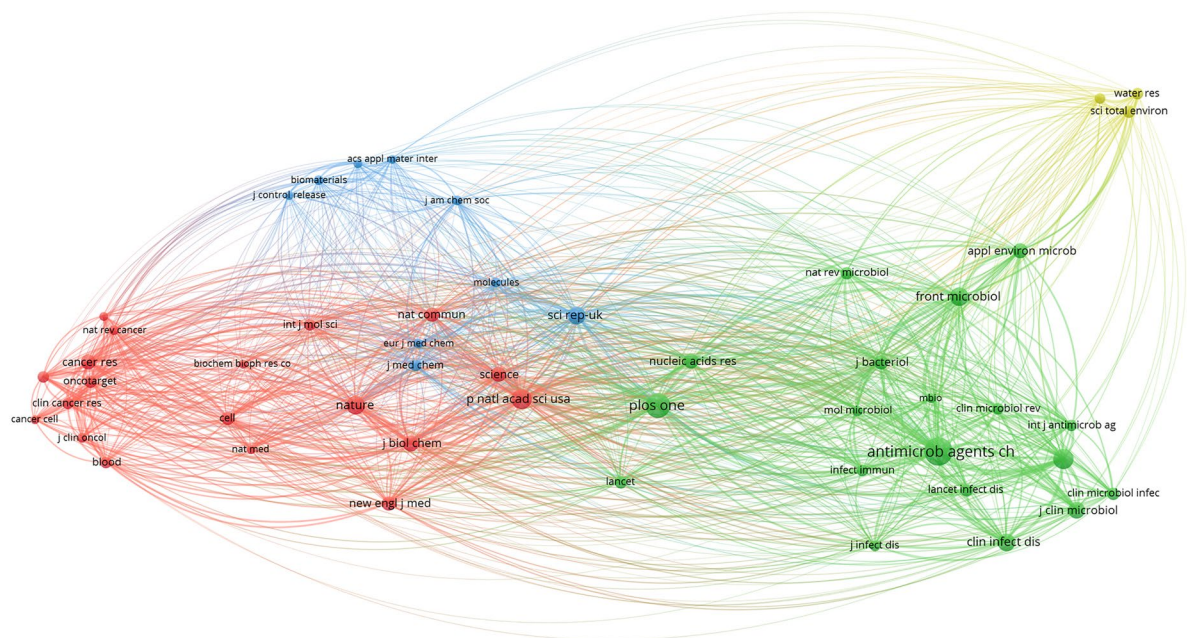 water res
sci total environ
acs appl mater inter
biomaterials
j control release
j am chem soc
appl environ microb
nat rev microbiol
molecules
front microbiol
nat commun
sci rep-uk
int j mol sci
nat rev cancer
eur j med chem
cancer res
biochem bioph res co
j med chem
nucleic acids res
j bacteriol
science
oncotarget
clin cancer res
nature
p natl acad sci usa
plos one
mol microbiol
mbio
clin microbiol rev
cancer cell
cell
int j antimicrob ag
j clin oncol
j biol chem
nat med
antimicrob agents ch
blood
infect immun
lancet
lancet infect dis
clin microbiol infec
new engl j med
j clin microbiol
j infect dis
clin infect dis